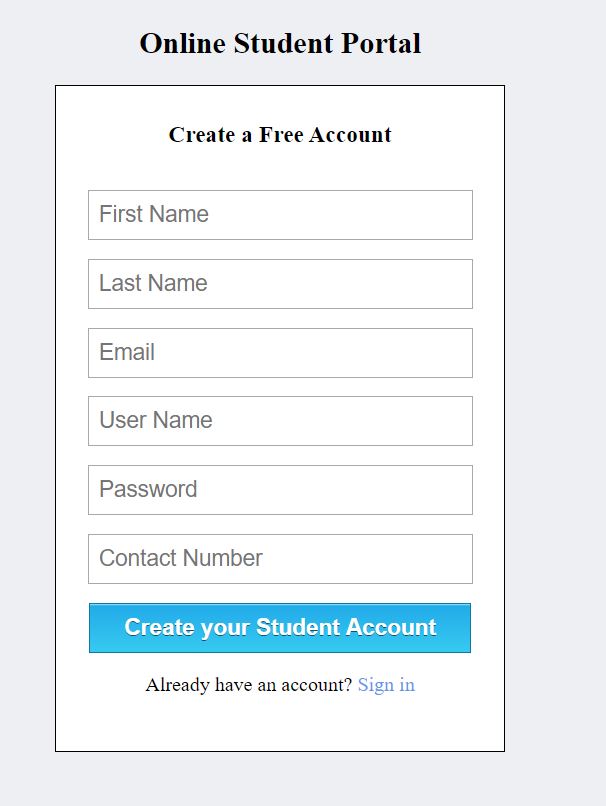 Online Student Portal
Create a Free Account
First Name
Last Name
Email
User Name
Password
Contact Number
Create your Student Account
Already have an account? Sign in